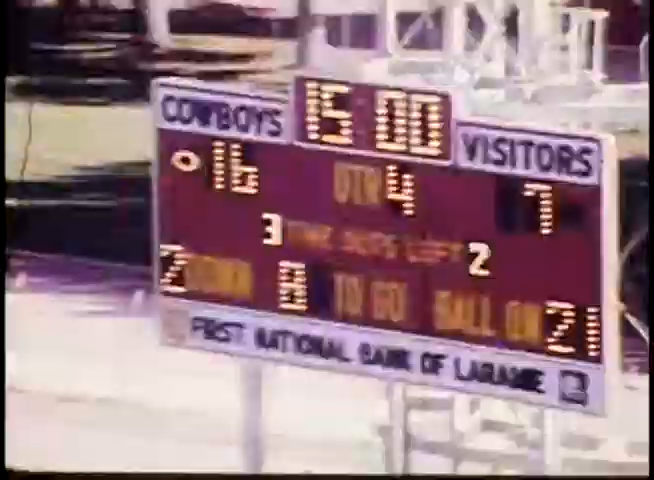 15:00
COWBOYS VISITORS
16 QTR 4 7
3 TIME OUTS LEFT 2
2 DOWN 8 TO GO BALL ON 21
FIRST NATIONAL BANK OF LARAMIE